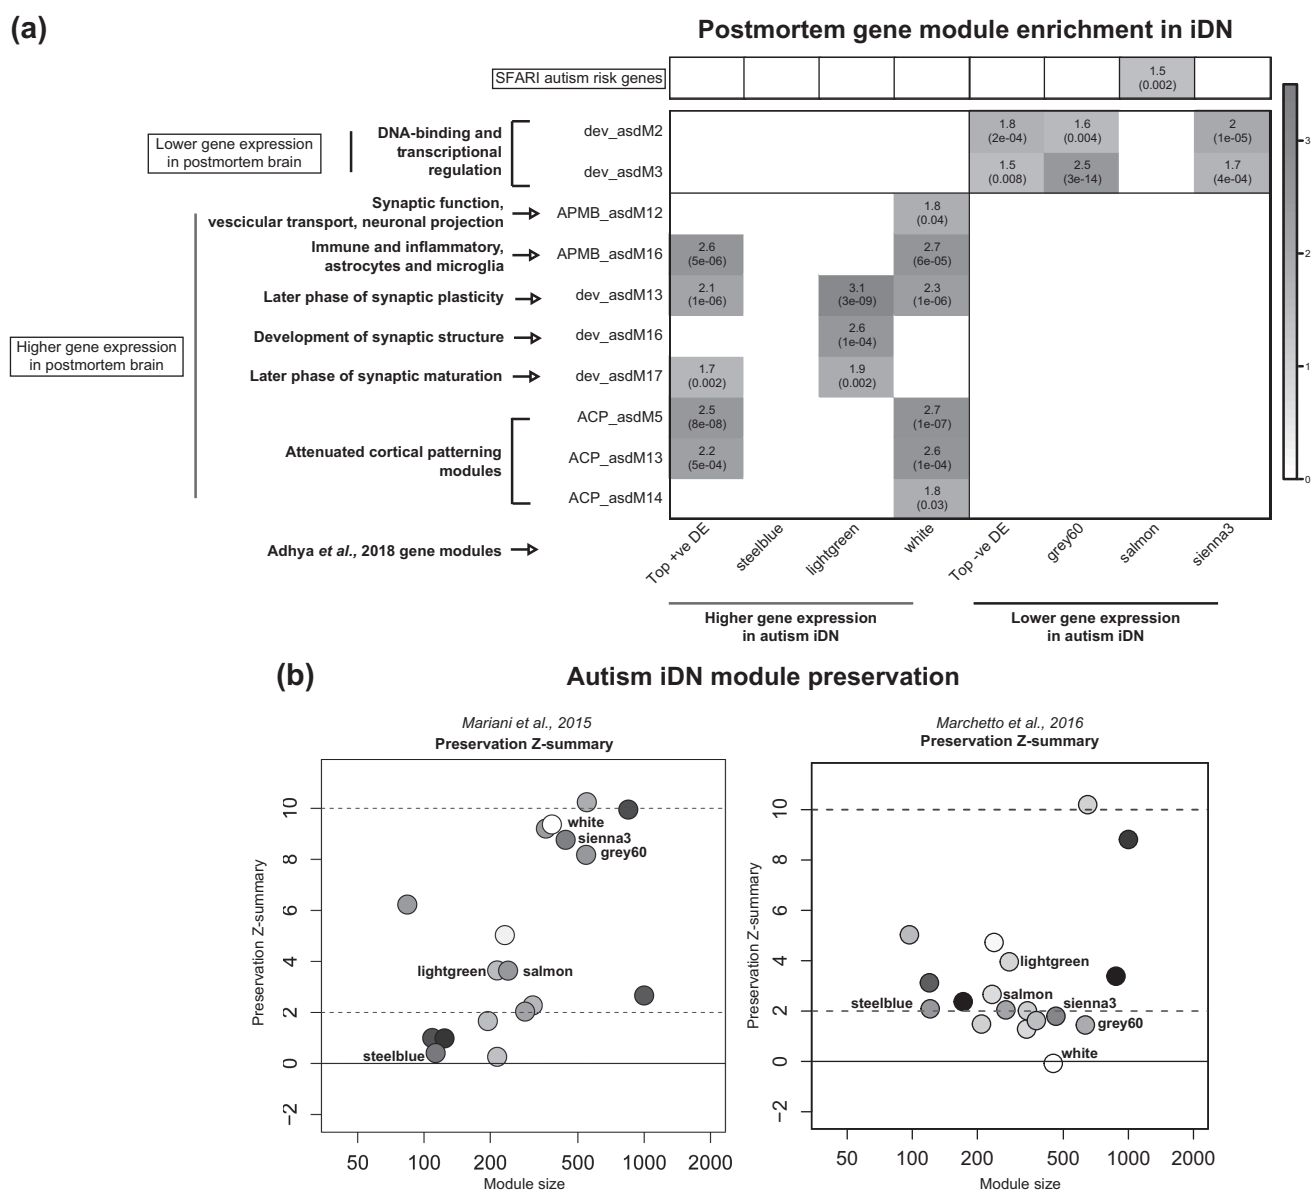 (a)
Postmortem gene module enrichment in iDN
SFARI autism risk genes
1.5
(0.002)
Lower gene expression
in postmortem brain
DNA-binding and
transcriptional
regulation
dev_asdM2
1.8
(2e-04)
1.6
(0.004)
2
(1e-05)
dev_asdM3
1.5
(0.008)
2.5
(3e-14)
1.7
(4e-04)
Higher gene expression
in postmortem brain
Synaptic function,
vescicular transport, neuronal projection
APMB_asdM12
1.8
(0.04)
Immune and inflammatory,
astrocytes and microglia
APMB_asdM16
2.6
(5e-06)
2.7
(6e-05)
Later phase of synaptic plasticity
dev_asdM13
2.1
(1e-06)
3.1
(3e-09)
2.3
(1e-06)
Development of synaptic structure
dev_asdM16
2.6
(1e-04)
Later phase of synaptic maturation
dev_asdM17
1.7
(0.002)
1.9
(0.002)
Attenuated cortical patterning
modules
ACP_asdM5
2.5
(8e-08)
2.7
(1e-07)
ACP_asdM13
2.2
(5e-04)
2.6
(1e-04)
ACP_asdM14
1.8
(0.03)
3
2
1
0
Adhya et al., 2018 gene modules
Top +ve DE
steelblue
lightgreen
white
Top -ve DE
grey60
salmon
sienna3
Higher gene expression
in autism iDN
Lower gene expression
in autism iDN
(b)
Autism iDN module preservation
Mariani et al., 2015
Preservation Z-summary
Preservation Z-summary
10
8
6
4
2
0
−2
white
sienna3
grey60
lightgreen
salmon
steelblue
50 100 200 500 1000 2000
Module size
Marchetto et al., 2016
Preservation Z-summary
Preservation Z-summary
10
8
6
4
2
0
−2
lightgreen
salmon
steelblue
sienna3
grey60
white
50 100 200 500 1000 2000
Module size